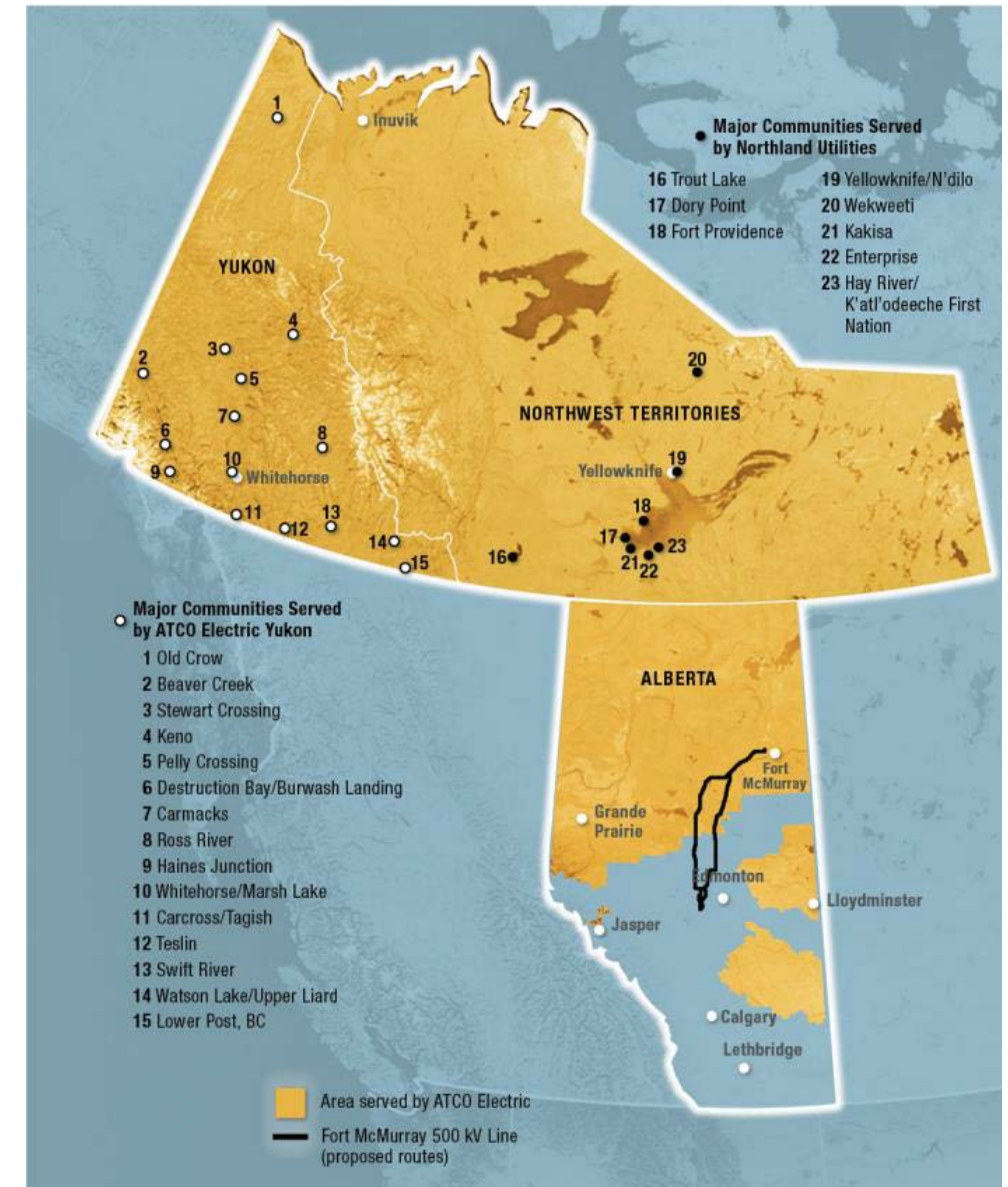 1
Inuvik
Major Communities Served
by Northland Utilities
16 Trout Lake
17 Dory Point
18 Fort Providence
19 Yellowknife/N'dilo
20 Wekweeti
21 Kakisa
22 Enterprise
23 Hay River/
K'atl'odeeche First
Nation
YUKON
4
3
2
5
20
7
NORTHWEST TERRITORIES
6
8
9
10
Whitehorse
Yellowknife
19
11
12
13
14
15
16
17
18
21
22
23
Major Communities Served
by ATCO Electric Yukon
1 Old Crow
2 Beaver Creek
3 Stewart Crossing
4 Keno
5 Pelly Crossing
6 Destruction Bay/Burwash Landing
7 Carmacks
8 Ross River
9 Haines Junction
10 Whitehorse/Marsh Lake
11 Carcross/Tagish
12 Teslin
13 Swift River
14 Watson Lake/Upper Liard
15 Lower Post, BC
ALBERTA
Fort
McMurray
Grande
Prairie
Edmonton
Lloydminster
Jasper
Calgary
Lethbridge
Area served by ATCO Electric
Fort McMurray 500 kV Line
(proposed routes)